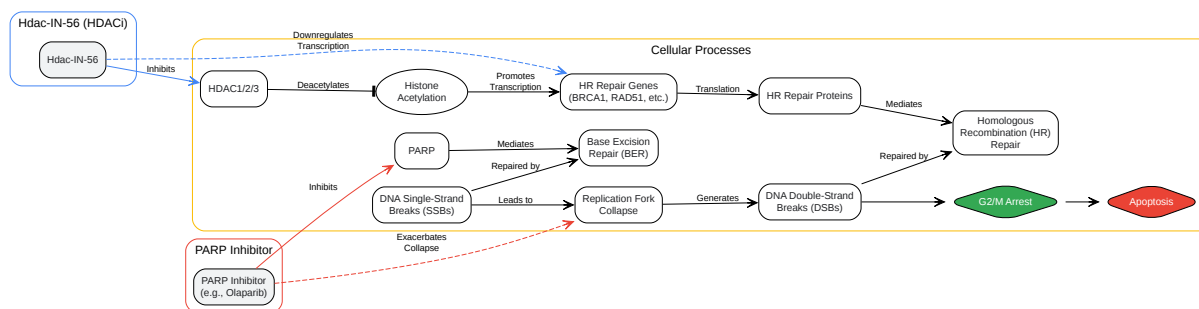 Hdac-IN-56 (HDACi)
Hdac-IN-56
Inhibits
Downregulates
Transcription
Cellular Processes
HDAC1/2/3
Deacetylates
Histone
Acetylation
Promotes
Transcription
HR Repair Genes
(BRCA1, RAD51, etc.)
Translation
HR Repair Proteins
Mediates
Homologous
Recombination (HR)
Repair
PARP
Mediates
Base Excision
Repair (BER)
Repaired by
Repaired by
Inhibits
DNA Single-Strand
Breaks (SSBs)
Leads to
Replication Fork
Collapse
Generates
DNA Double-Strand
Breaks (DSBs)
G2/M Arrest
Apoptosis
Exacerbates
Collapse
PARP Inhibitor
PARP Inhibitor
(e.g., Olaparib)